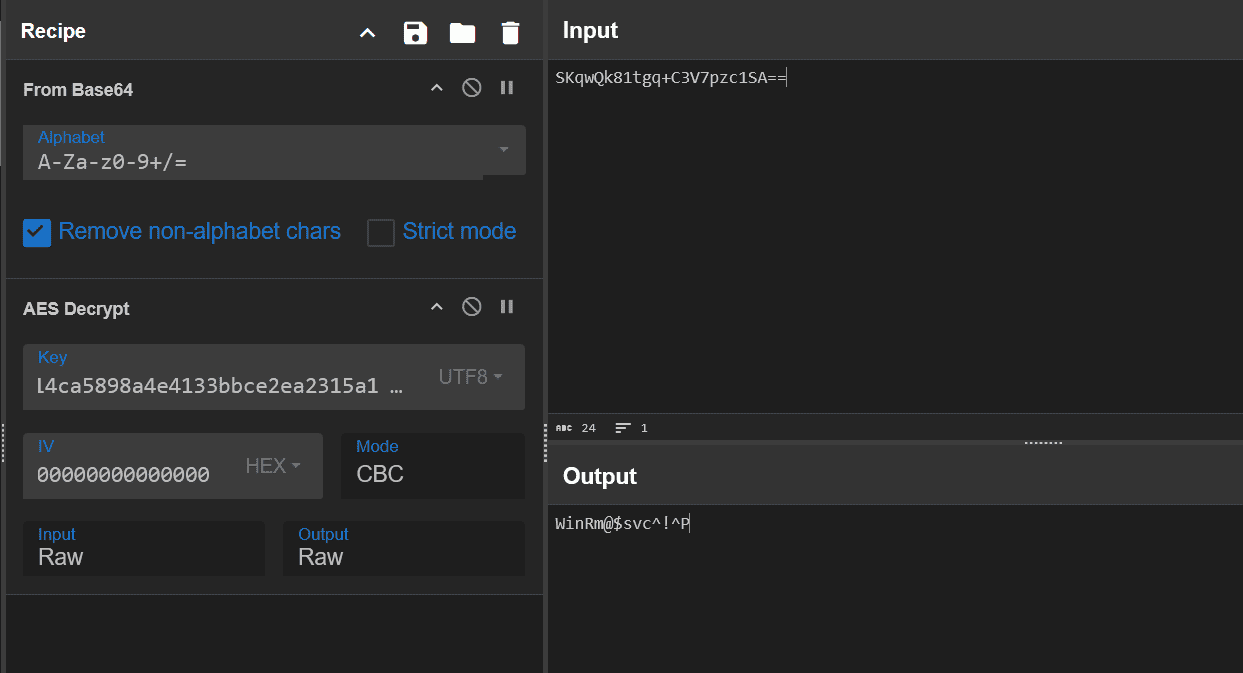 Recipe
From Base64
Alphabet
A-Za-z0-9+/=
Remove non-alphabet chars
Strict mode
AES Decrypt
Key
14ca5898a4e4133bbce2ea2315a1 …
UTF8
IV
00000000000000
HEX
Mode
CBC
Input
Raw
Output
Raw
Input
SKqwQk81tgq+C3V7pzc1SA==
ABC 24
1
Output
WinRm@$svc^!^P